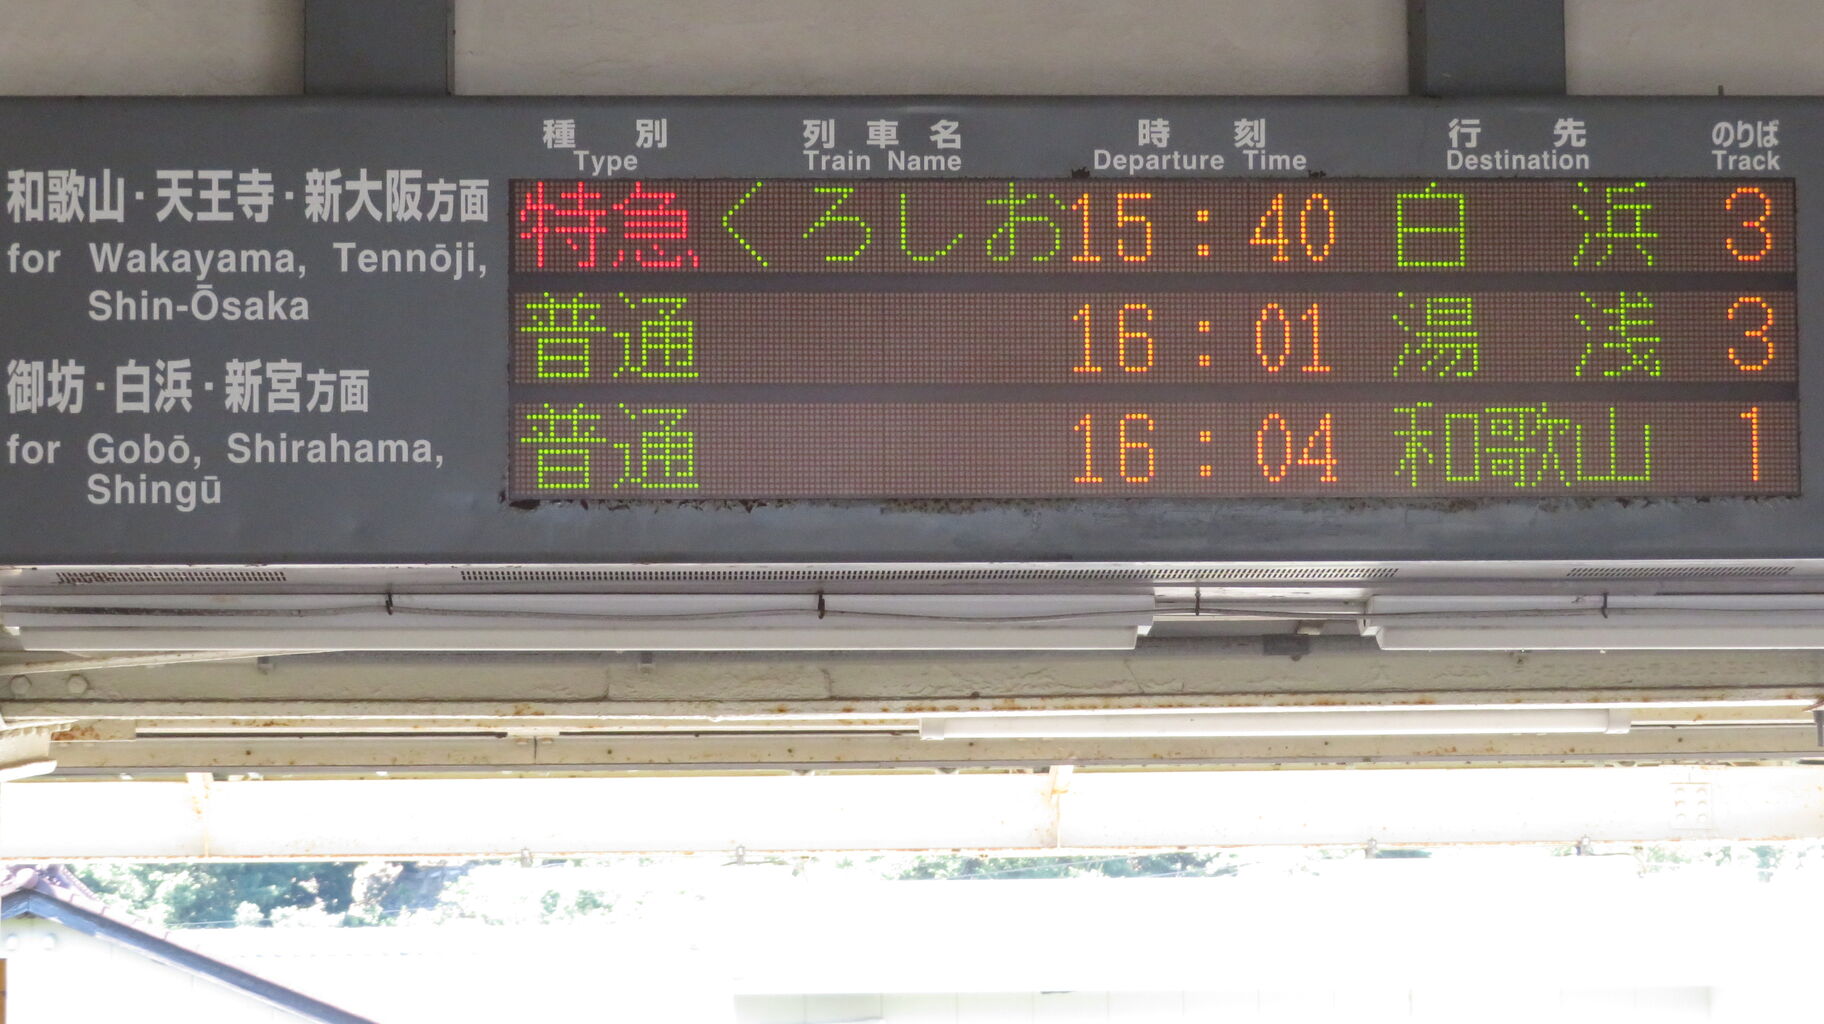 和歌山・天王寺・新大阪方面
for Wakayama, Tennōji,
Shin-Ōsaka
御坊・白浜・新宮方面
for Gobō, Shirahama,
Shingū
種別 列車名 時刻 行先 のりば
Type Train Name Departure Time Destination Track
特急 くろしお 15:40 白浜 3
普通 16:01 湯浅 3
普通 16:04 和歌山 1